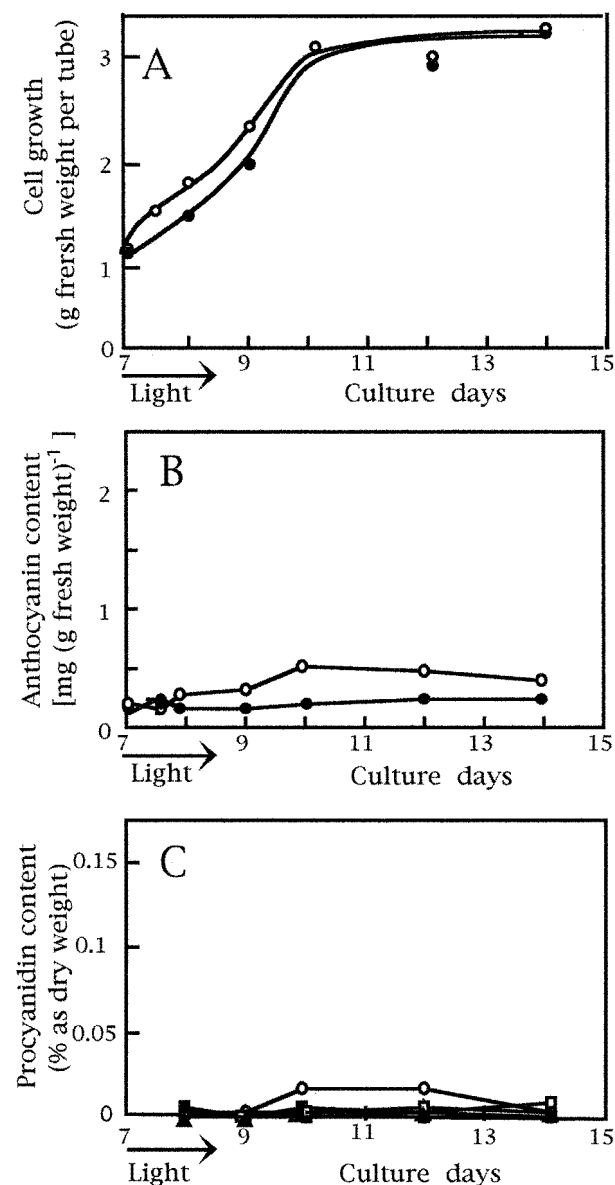 A
Cell growth
(g frersh weight per tube)
3
2
1
0
7 9 11 13 15
Light
Culture days
B
Anthocyanin content
[mg (g fresh weight)-1 ]
2
1
0
7 9 11 13 15
Light
Culture days
C
Procyanidin content
(% as dry weight)
0.15
0.1
0.05
0
7 9 11 13 15
Light
Culture days